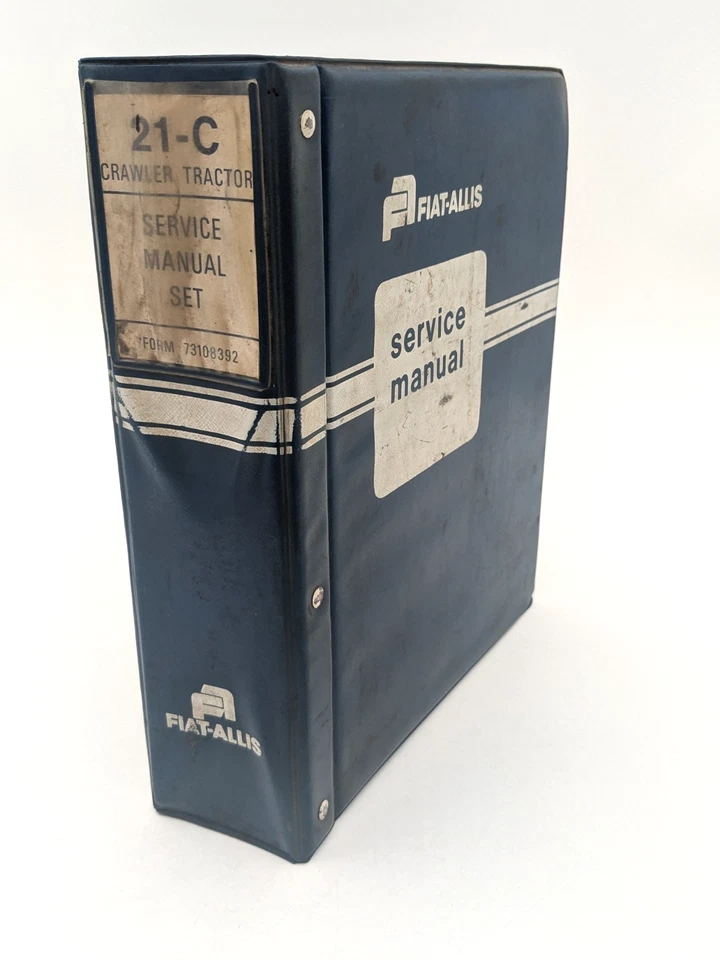 21-C
CRAWLER TRACTOR
SERVICE
MANUAL
SET
FORM 73108392
FIAT-ALLIS
FIAT-ALLIS
service
manual